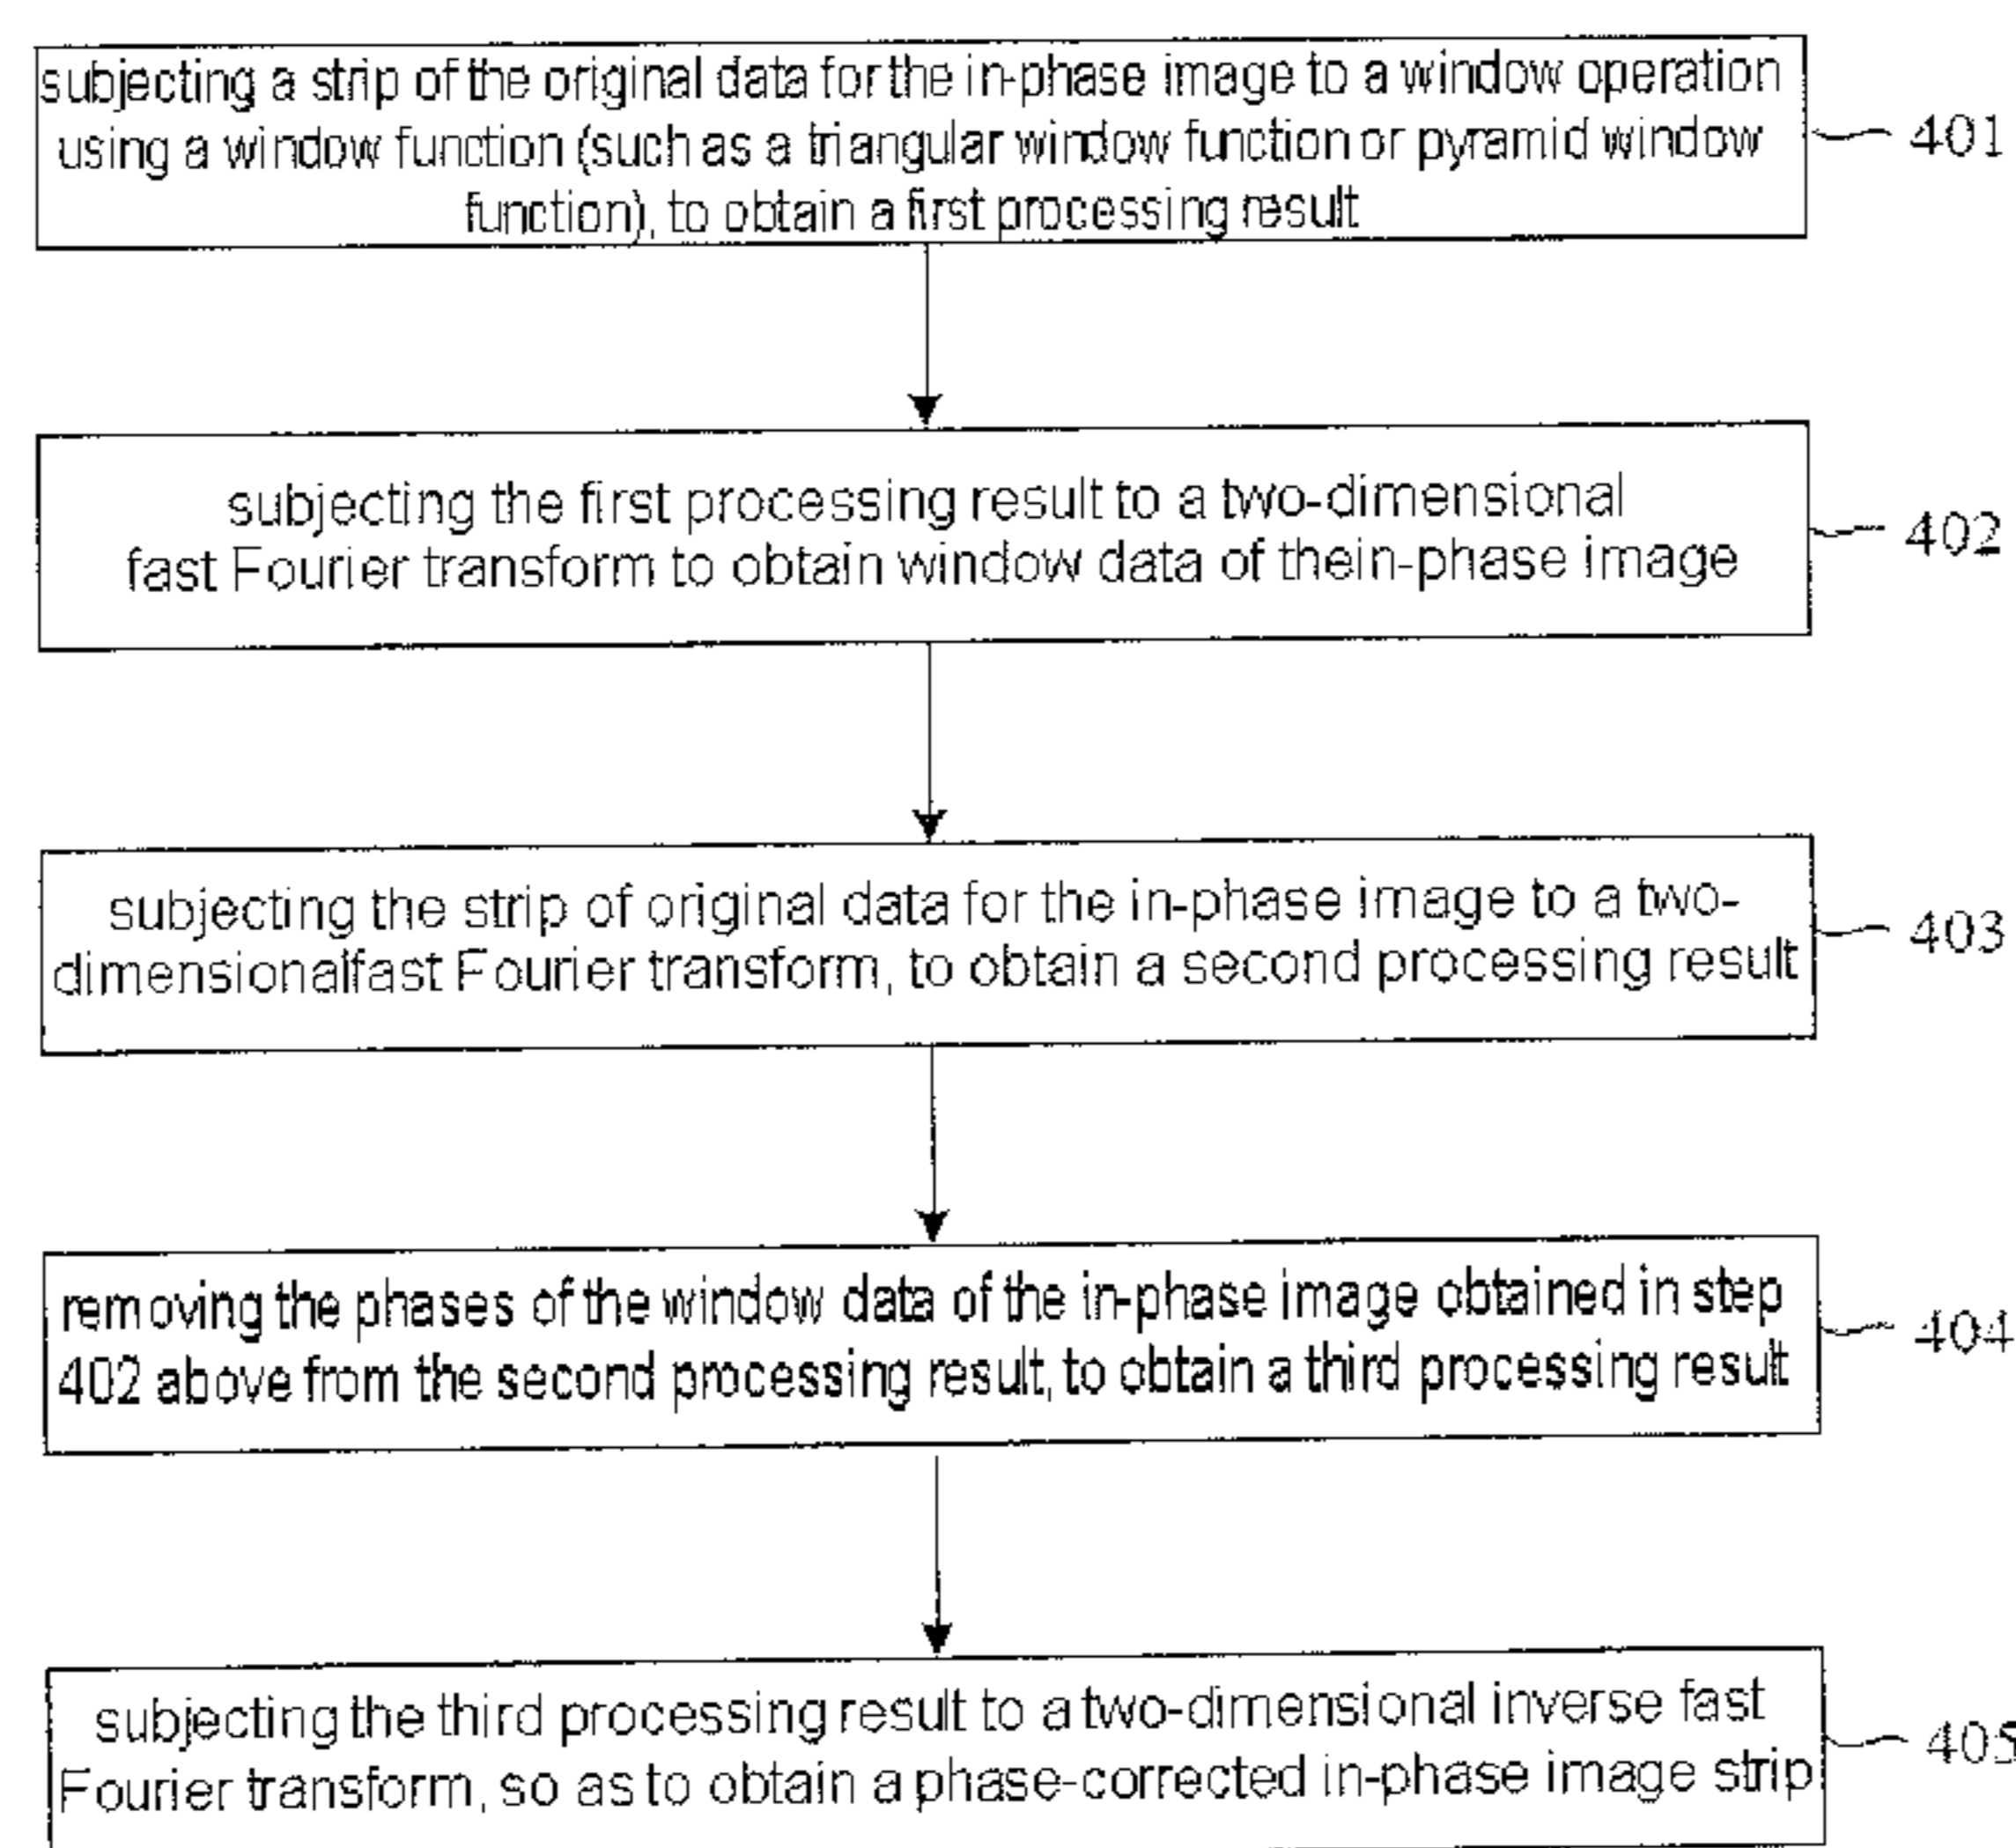 subjecting a strip of the original data for the in-phase image to a window operation
using a window function (such as a triangular window function or pyramid window
function), to obtain a first processing result
401
subjecting the first processing result to a two-dimensional
fast Fourier transform to obtain window data of thein-phase image
402
subjecting the strip of original data for the in-phase image to a two-
dimensionalfast Fourier transform, to obtain a second processing result
403
removing the phases of the window data of the in-phase image obtained in step
402 above from the second processing result, to obtain a third processing result
404
subjecting the third processing result to a two-dimensional inverse fast
Fourier transform, so as to obtain a phase-corrected in-phase image strip
405